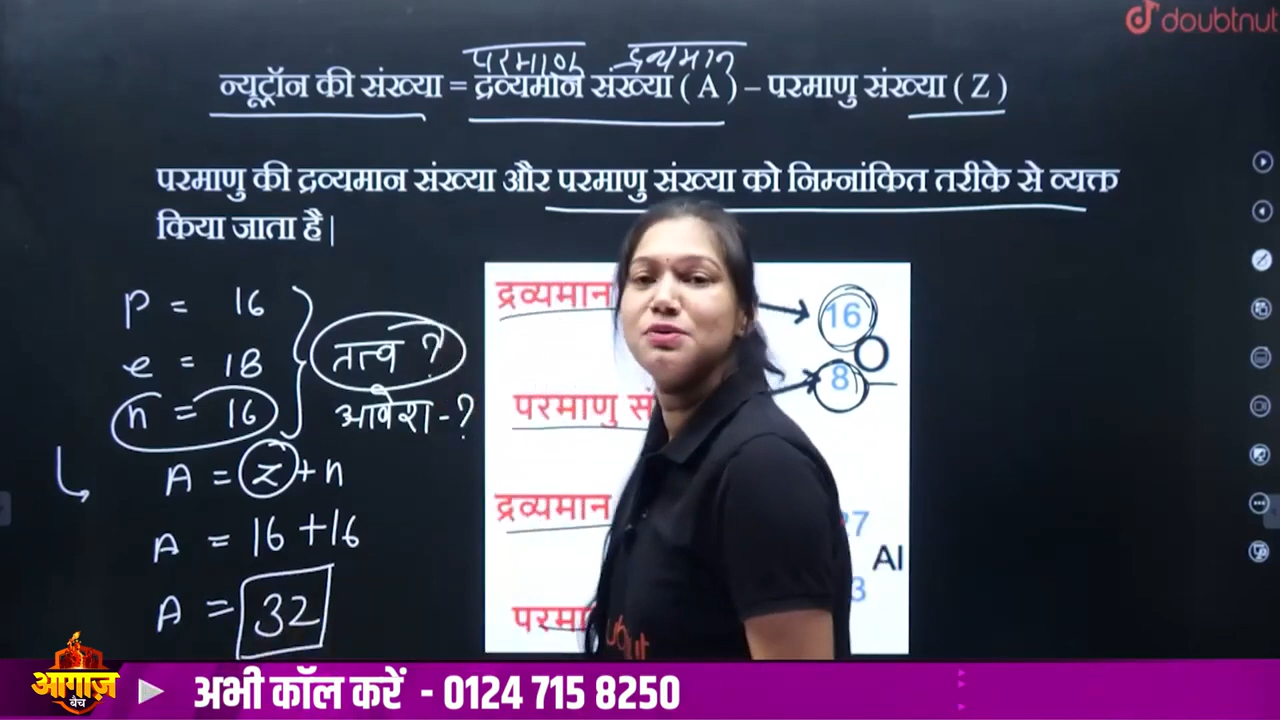 doubtnut
परमाणु द्रव्यमान
न्यूट्रॉन की संख्या = द्रव्यमान संख्या ( A ) – परमाणु संख्या ( Z )
परमाणु की द्रव्यमान संख्या और परमाणु संख्या को निम्नांकित तरीके से व्यक्त
किया जाता है |
P = 16
e = 18
n = 16
तत्व ?
आवेश - ?
A = Z + n
A = 16 + 16
A = 32
द्रव्यमान
16
O
8
परमाणु सं
द्रव्यमान
27
Al
13
परमा
आगाज़
बैच
अभी कॉल करें - 0124 715 8250